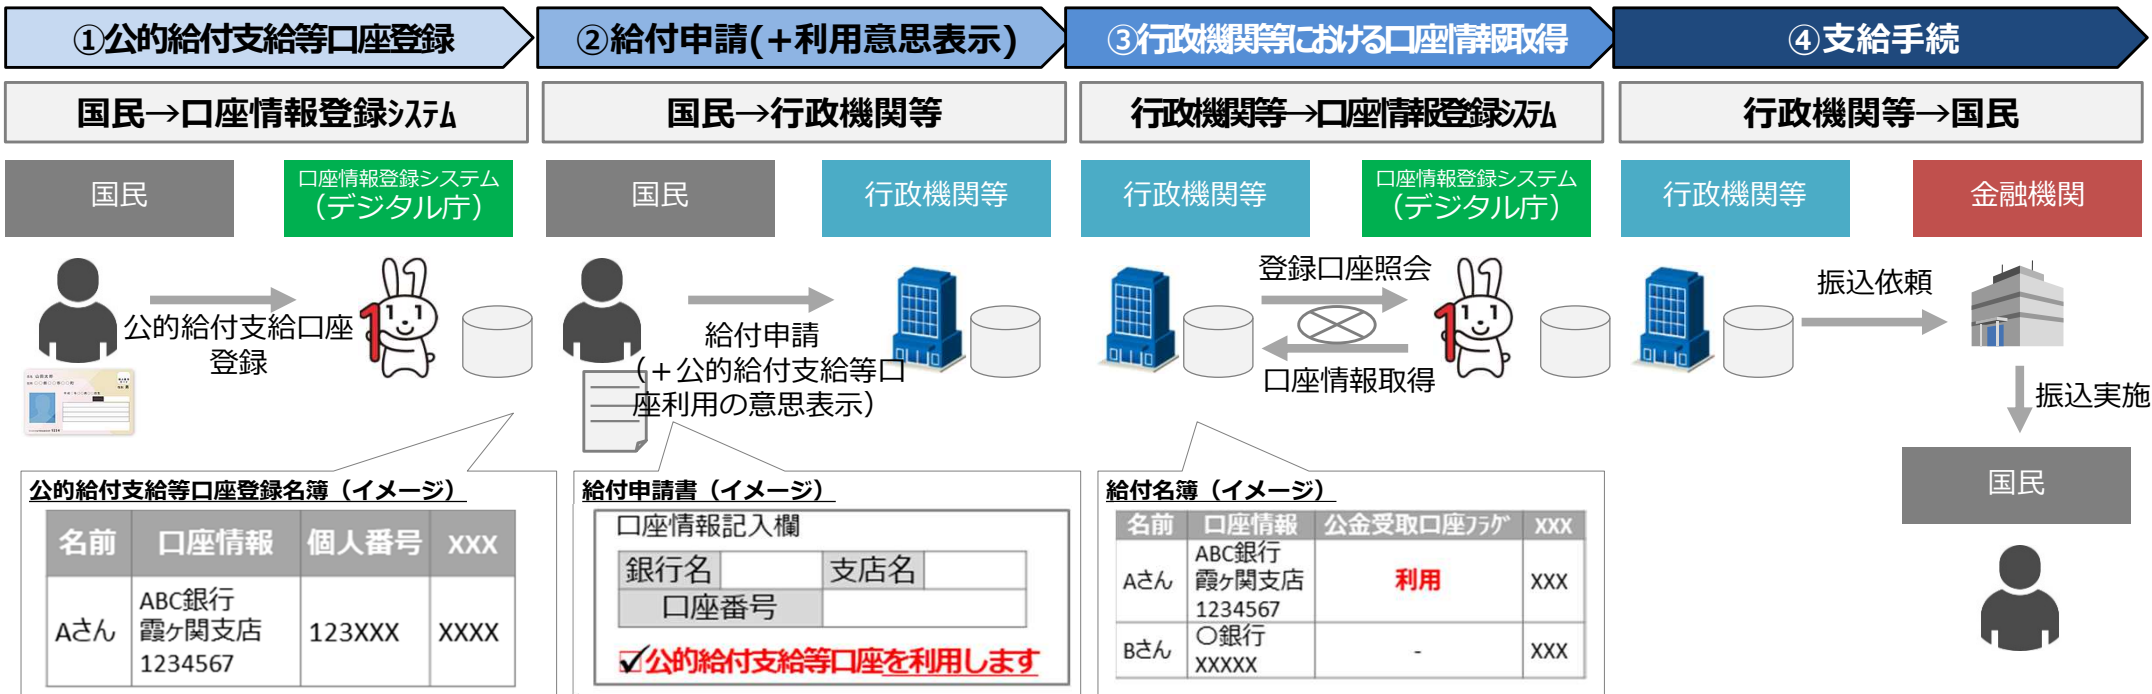 ①公的給付支給等口座登録
②給付申請(＋利用意思表示)
③行政機関等における口座情報取得
④支給手続
国民→口座情報登録ｼｽﾃﾑ
国民→行政機関等
行政機関等→口座情報登録ｼｽﾃﾑ
行政機関等→国民
国民
口座情報登録システム
（デジタル庁）
国民
行政機関等
行政機関等
口座情報登録システム
（デジタル庁）
行政機関等
金融機関
公的給付支給口座
登録
給付申請
（＋公的給付支給等口
座利用の意思表示）
登録口座照会
口座情報取得
振込依頼
振込実施
国民
公的給付支給等口座登録名簿（イメージ）
名前 口座情報 個人番号 XXX
Aさん ABC銀行 霞ヶ関支店 1234567 123XXX XXXX
給付申請書（イメージ）
口座情報記入欄
銀行名 支店名
口座番号
✓公的給付支給等口座を利用します
給付名簿（イメージ）
名前 口座情報 公金受取口座ﾌﾗｸﾞ XXX
Aさん ABC銀行 霞ヶ関支店 1234567 利用 XXX
Bさん 〇銀行 XXXXX - XXX